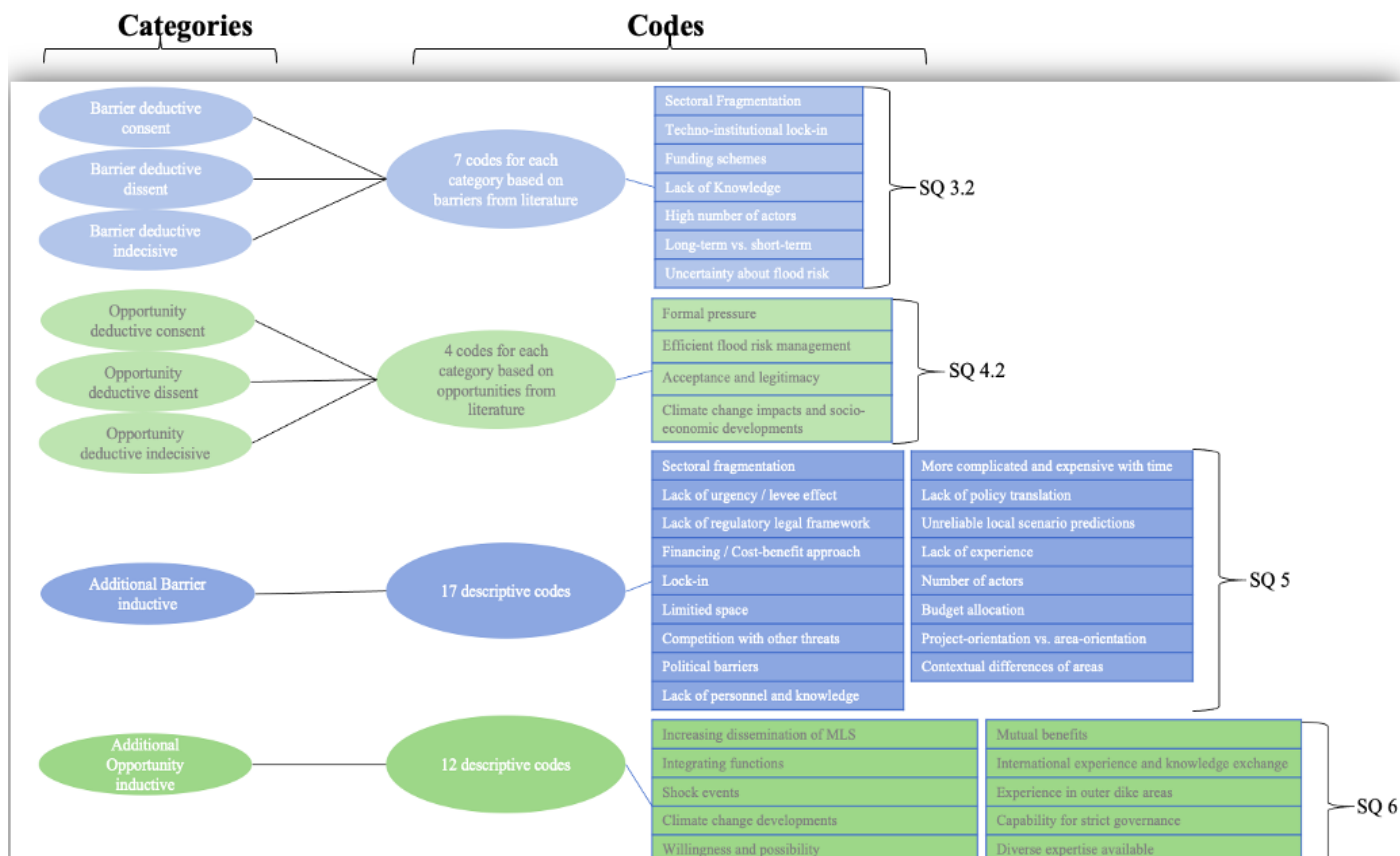 Categories
Codes
Barrier deductive
consent
Barrier deductive
dissent
Barrier deductive
indecisive
7 codes for each
category based on
barriers from literature
Sectoral Fragmentation
Techno-institutional lock-in
Funding schemes
Lack of Knowledge
High number of actors
Long-term vs. short-term
Uncertainty about flood risk
SQ 3.2
Opportunity
deductive consent
Opportunity
deductive dissent
Opportunity
deductive indecisive
4 codes for each
category based on
opportunities from
literature
Formal pressure
Efficient flood risk management
Acceptance and legitimacy
Climate change impacts and socio-
economic developments
SQ 4.2
Additional Barrier
inductive
17 descriptive codes
Sectoral fragmentation
Lack of urgency / levee effect
Lack of regulatory legal framework
Financing / Cost-benefit approach
Lock-in
Limitied space
Competition with other threats
Political barriers
Lack of personnel and knowledge
More complicated and expensive with time
Lack of policy translation
Unreliable local scenario predictions
Lack of experience
Number of actors
Budget allocation
Project-orientation vs. area-orientation
Contextual differences of areas
SQ 5
Additional
Opportunity
inductive
12 descriptive codes
Increasing dissemination of MLS
Integrating functions
Shock events
Climate change developments
Willingness and possibility
Mutual benefits
International experience and knowledge exchange
Experience in outer dike areas
Capability for strict governance
Diverse expertise available
SQ 6